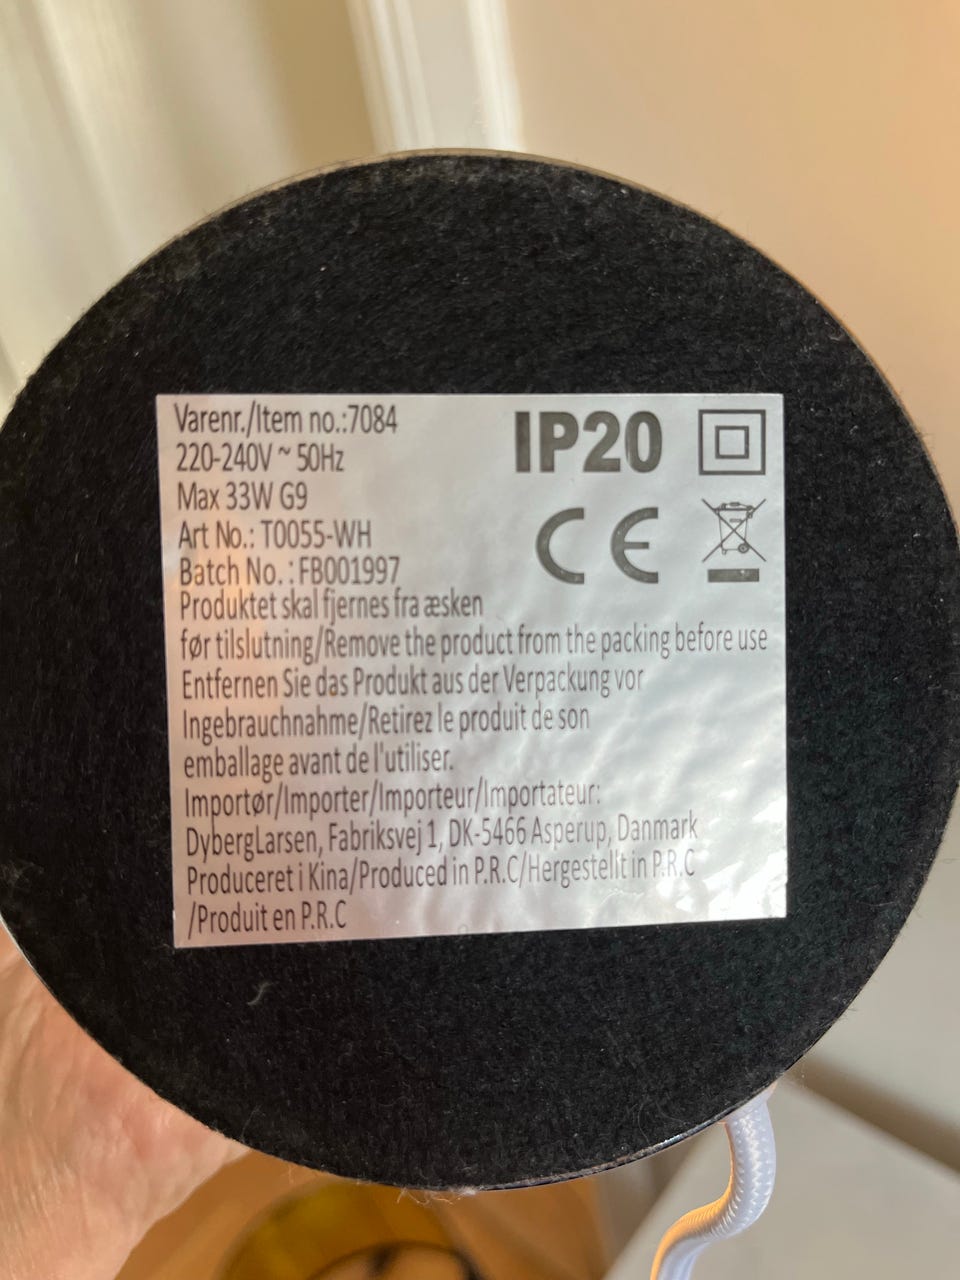 Varenr./Item no.:7084
220-240V ~ 50Hz
Max 33W G9
Art No.: T0055-WH
Batch No. : FB001997
IP20
CE
Produktet skal fjernes fra æsken
før tilslutning/Remove the product from the packing before use
Entfernen Sie das Produkt aus der Verpackung vor
Ingebrauchnahme/Retirez le produit de son
emballage avant de l'utiliser.
Importør/Importer/Importeur/Importateur:
DybergLarsen, Fabriksvej 1, DK-5466 Asperup, Danmark
Produceret i Kina/Produced in P.R.C/Hergestellt in P.R.C
/Produit en P.R.C